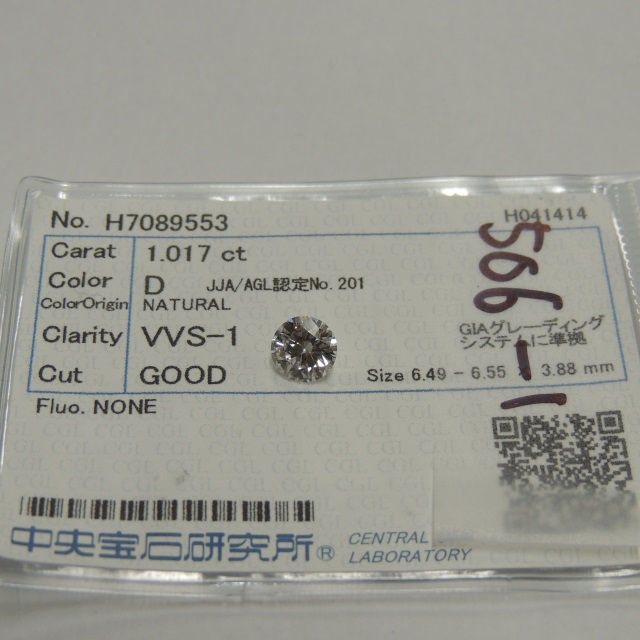 No. H7089553
H041414
Carat 1.017 ct
Color D JJA/AGL認定No. 201
ColorOrigin NATURAL
Clarity VVS-1
GIAグレーディング
システムに準拠
Cut GOOD
Size 6.49 - 6.55 - 3.88 mm
Fluo. NONE
566-1
中央宝石研究所®
CENTRAL
LABORATORY